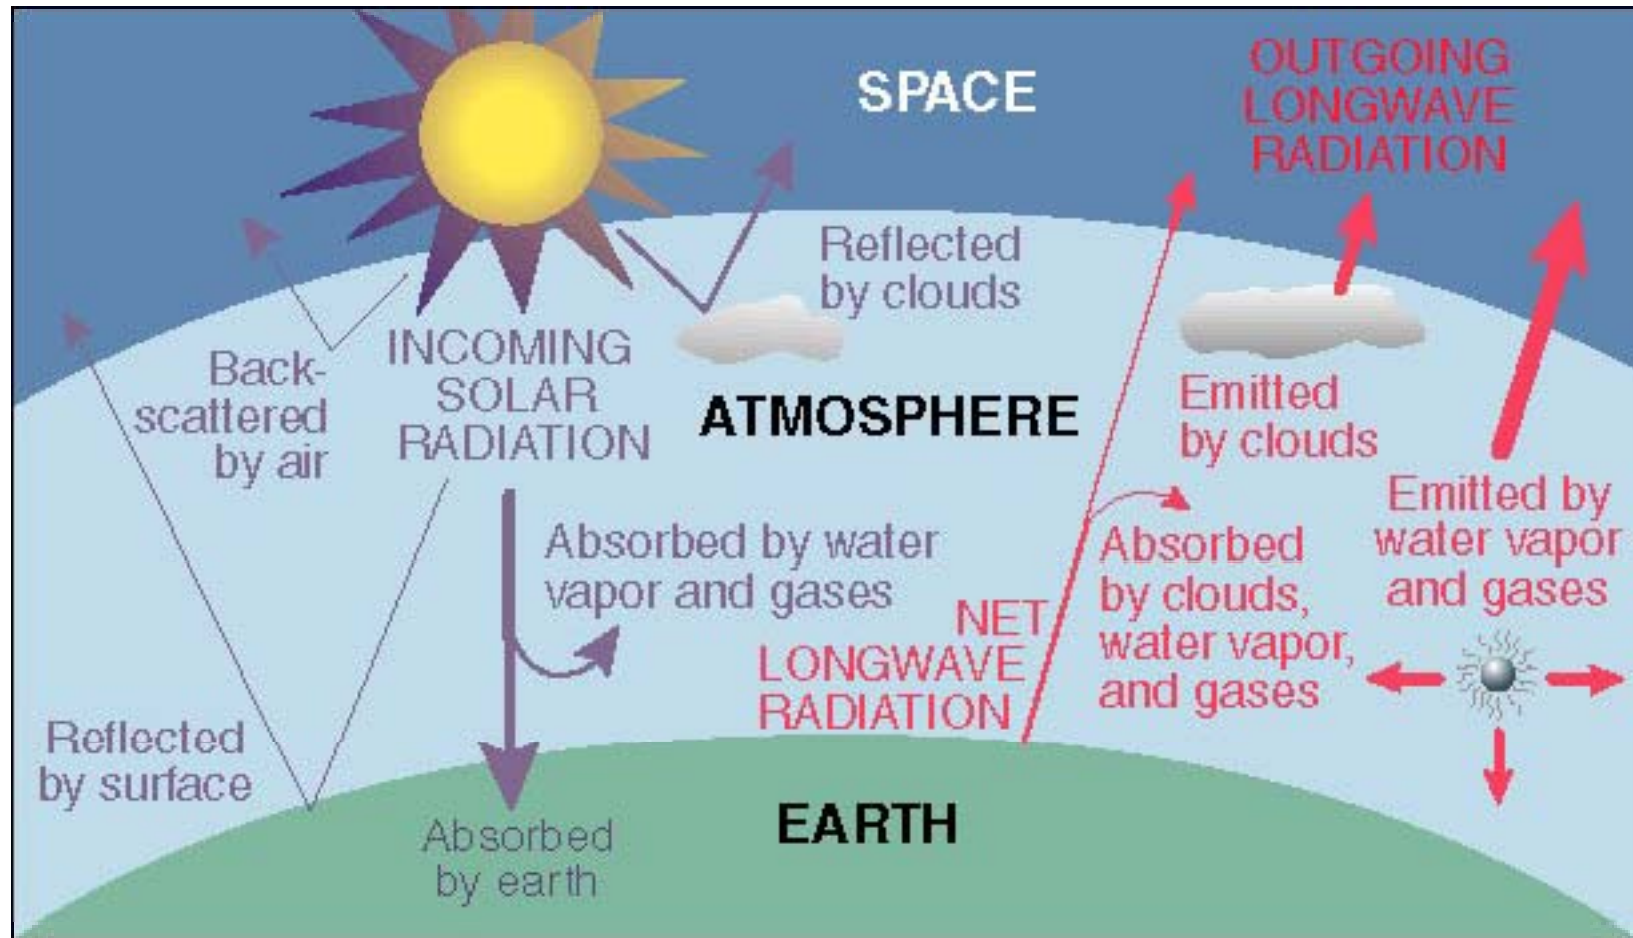 SPACE
OUTGOING
LONGWAVE
RADIATION
Reflected
by clouds
Back-
scattered
by air
INCOMING
SOLAR
RADIATION
ATMOSPHERE
Emitted
by clouds
Absorbed by water
vapor and gases
Emitted by
water vapor
and gases
Absorbed
by clouds,
water vapor,
and gases
NET
LONGWAVE
RADIATION
Reflected
by surface
Absorbed
by earth
EARTH